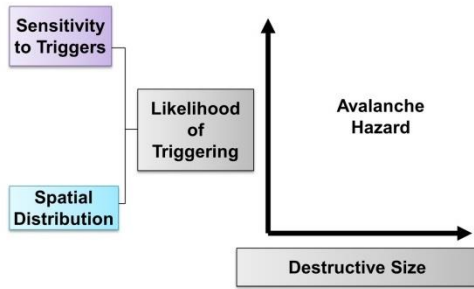 Sensitivity
to Triggers
Likelihood
of
Triggering
Spatial
Distribution
Avalanche
Hazard
Destructive Size